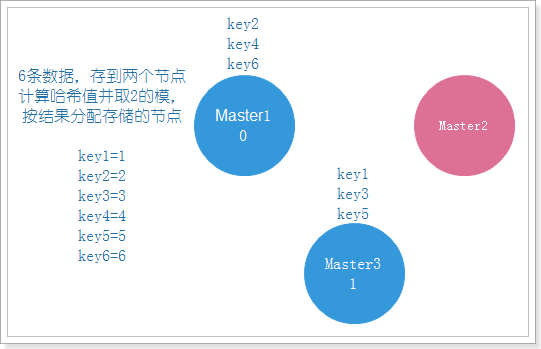 6条数据，存到两个节点
计算哈希值并取2的模，
按结果分配存储的节点
key1=1
key2=2
key3=3
key4=4
key5=5
key6=6
key2
key4
key6
Master1
0
Master2
key1
key3
key5
Master3
1